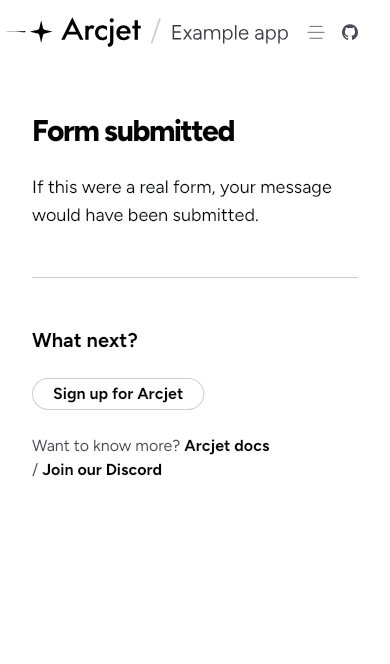 Arcjet / Example app
Form submitted
If this were a real form, your message
would have been submitted.
What next?
Sign up for Arcjet
Want to know more? Arcjet docs
/ Join our Discord